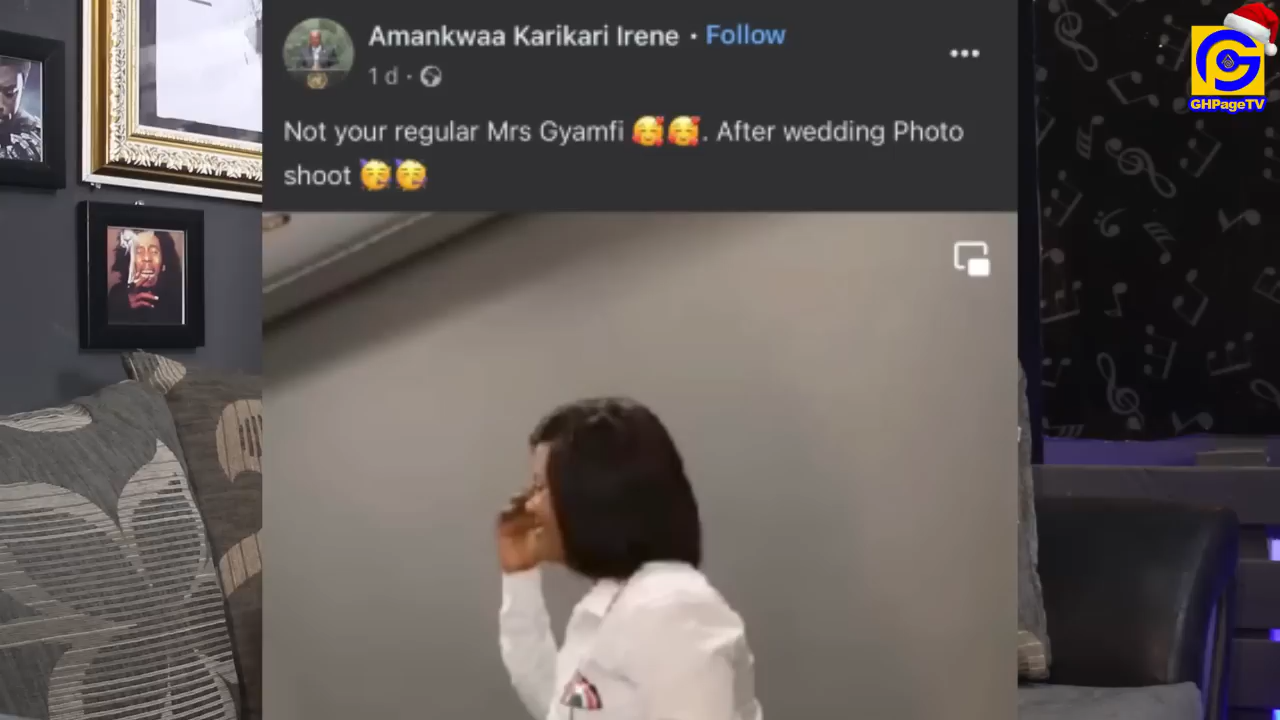 Amankwaa Karikari Irene · Follow
1 d ·
Not your regular Mrs Gyamfi 🥰🥰. After wedding Photo
shoot 🥳🥳
GHPageTV